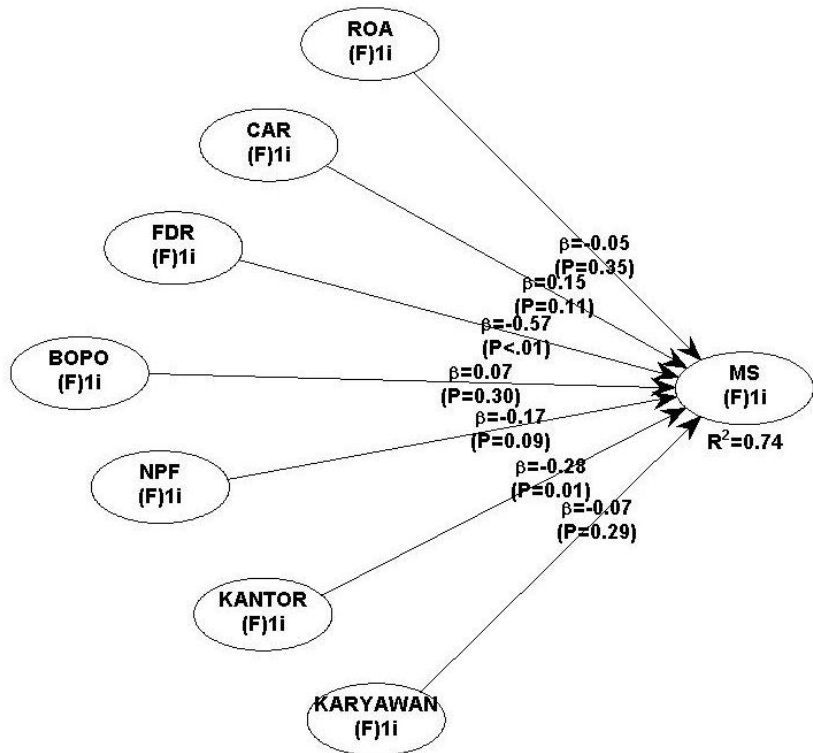 ROA
(F)1i
CAR
(F)1i
FDR
(F)1i
BOPO
(F)1i
NPF
(F)1i
KANTOR
(F)1i
KARYAWAN
(F)1i
β=-0.05
(P=0.35)
β=0.15
(P=0.11)
β=-0.57
(P<.01)
β=0.07
(P=0.30)
β=-0.17
(P=0.09)
β=-0.28
(P=0.01)
β=-0.07
(P=0.29)
MS
(F)1i
R²=0.74